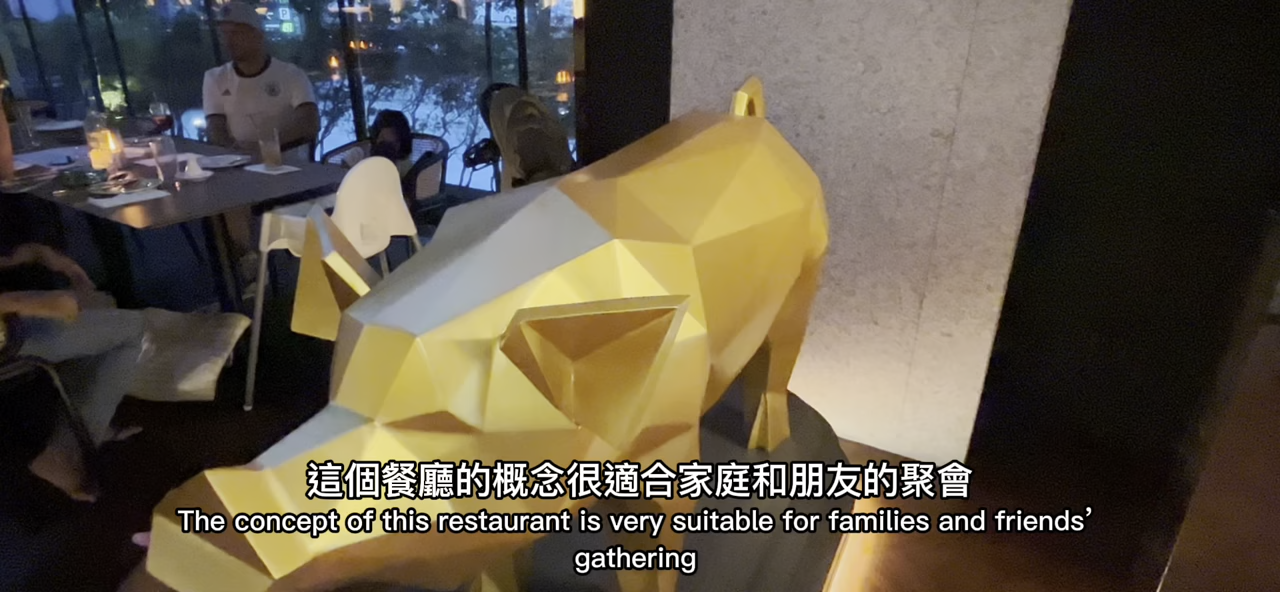 這個餐廳的概念很適合家庭和朋友的聚會
The concept of this restaurant is very suitable for families and friends’
gathering